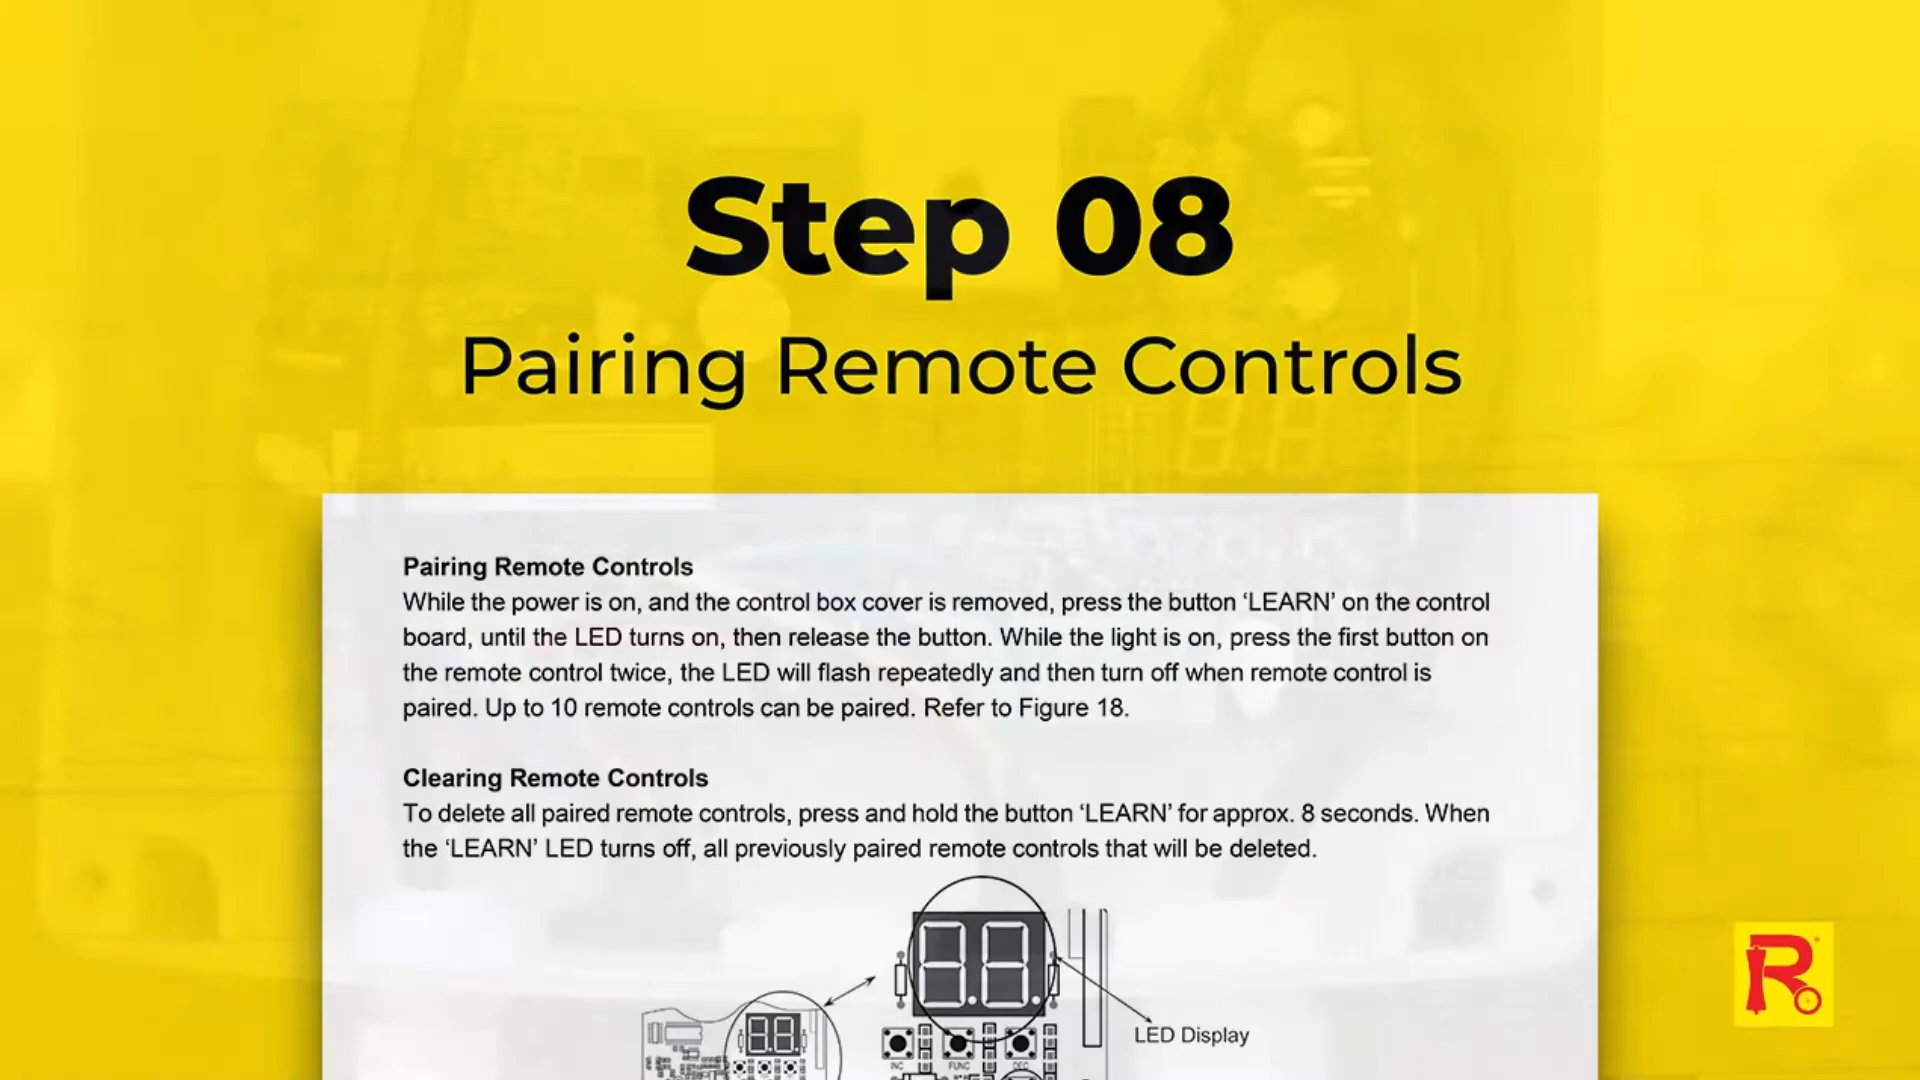 Step 08
Pairing Remote Controls
Pairing Remote Controls
While the power is on, and the control box cover is removed, press the button ‘LEARN’ on the control
board, until the LED turns on, then release the button. While the light is on, press the first button on
the remote control twice, the LED will flash repeatedly and then turn off when remote control is
paired. Up to 10 remote controls can be paired. Refer to Figure 18.
Clearing Remote Controls
To delete all paired remote controls, press and hold the button ‘LEARN’ for approx. 8 seconds. When
the ‘LEARN’ LED turns off, all previously paired remote controls that will be deleted.
LED Display
INC FUNC DEC
R